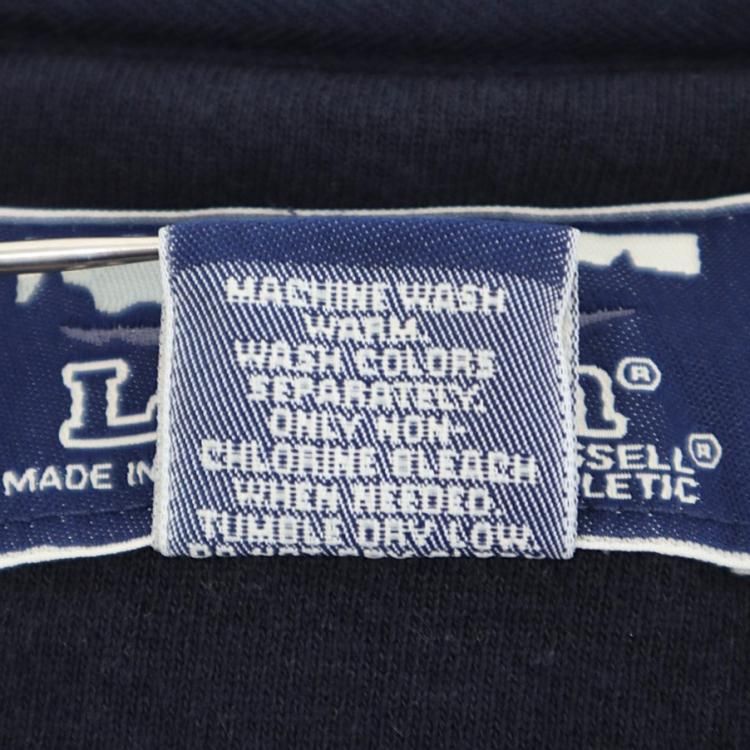 MACHINE WASH
WARM.
WASH COLORS
SEPARATELY.
ONLY NON-
CHLORINE BLEACH
WHEN NEEDED.
TUMBLE DRY LOW.
L n®
MADE IN SSELL®
LETIC